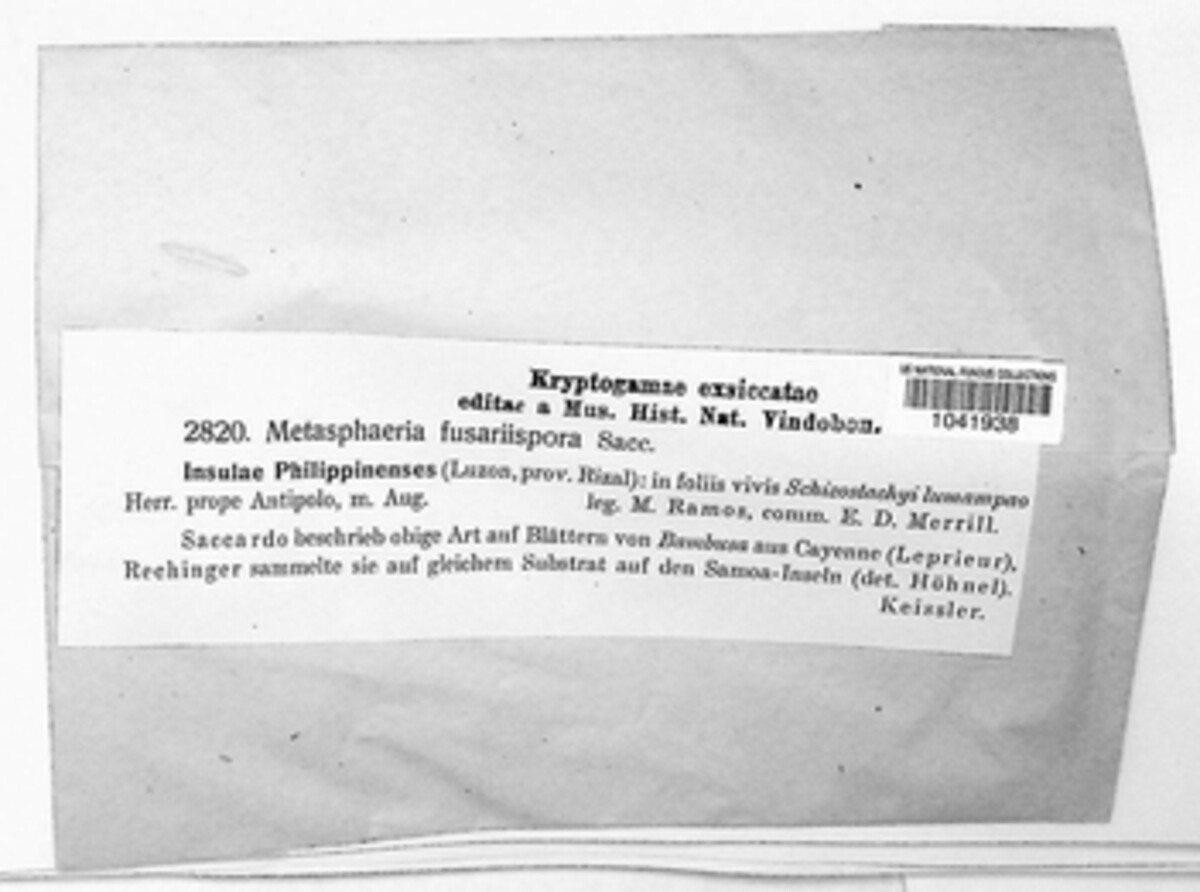 Kryptogamae exsiccatae
editae a Mus. Hist. Nat. Vindobon.
US NATIONAL FUNGUS COLLECTIONS
1041938
2820. Metasphaeria fusariispora Sacc.
Insulae Philippinenses (Luzon, prov. Rizal): in foliis vivis Schizostachyi lumampao
Herr. prope Antipolo, m. Aug. leg. M. Ramos, comm. E. D. Merrill.
Saccardo beschrieb obige Art auf Blättern von Bambusa aus Cayenne (Leprieur).
Rechinger sammelte sie auf gleichem Substrat auf den Samoa-Inseln (det. Höhnel).
Keissler.